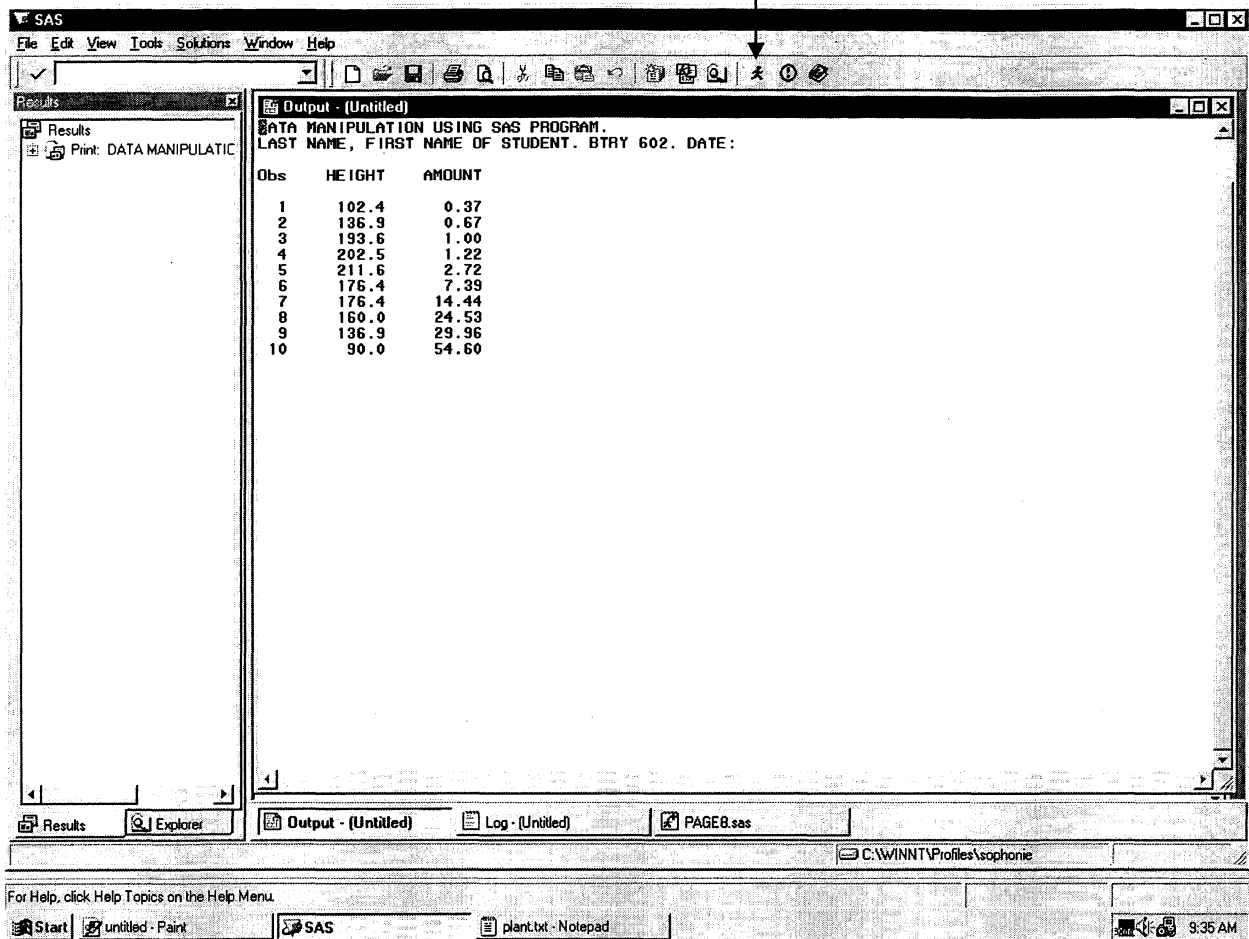 SAS
File Edit View Tools Solutions Window Help
Results
Results
Print: DATA MANIPULATIC
Output - (Untitled)
DATA MANIPULATION USING SAS PROGRAM.
LAST NAME, FIRST NAME OF STUDENT. BTRY 602. DATE:
Obs HEIGHT AMOUNT
1 102.4 0.37
2 136.9 0.67
3 193.6 1.00
4 202.5 1.22
5 211.6 2.72
6 176.4 7.39
7 176.4 14.44
8 160.0 24.53
9 136.9 29.96
10 90.0 54.60
Results Explorer Output - (Untitled) Log - (Untitled) PAGE8.sas
C:\WINNT\Profiles\sophonie
For Help, click Help Topics on the Help Menu.
Start untitled - Paint SAS plant.txt - Notepad 9:35 AM